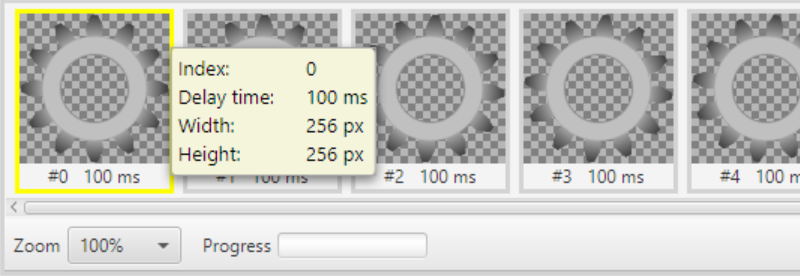 Index: 0
Delay time: 100 ms
Width: 256 px
Height: 256 px
#0 100 ms
#1 100 ms
#2 100 ms
#3 100 ms
#4 100 m
Zoom 100% Progress